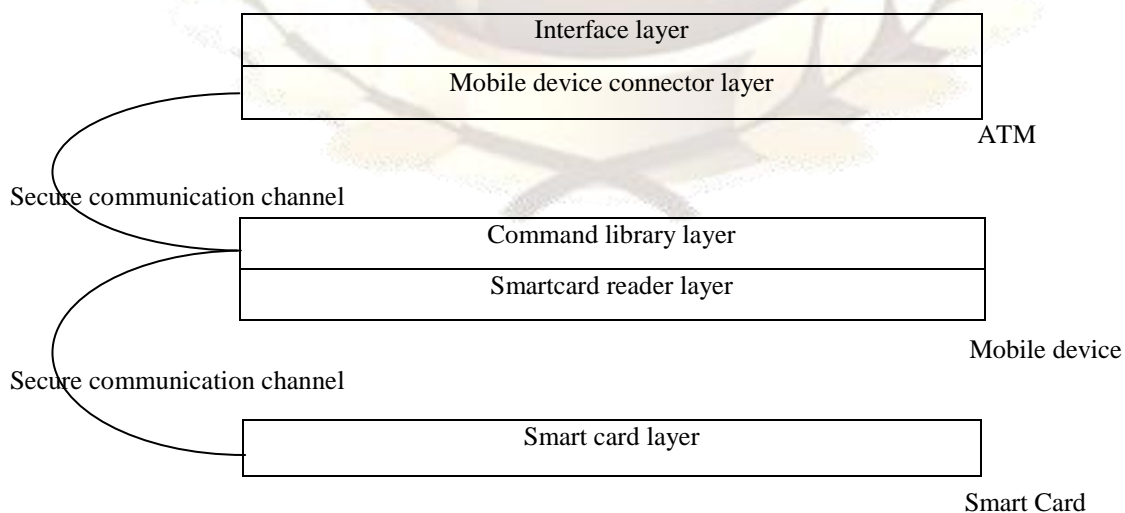 Interface layer
Mobile device connector layer
ATM
Secure communication channel
Command library layer
Smartcard reader layer
Mobile device
Secure communication channel
Smart card layer
Smart Card